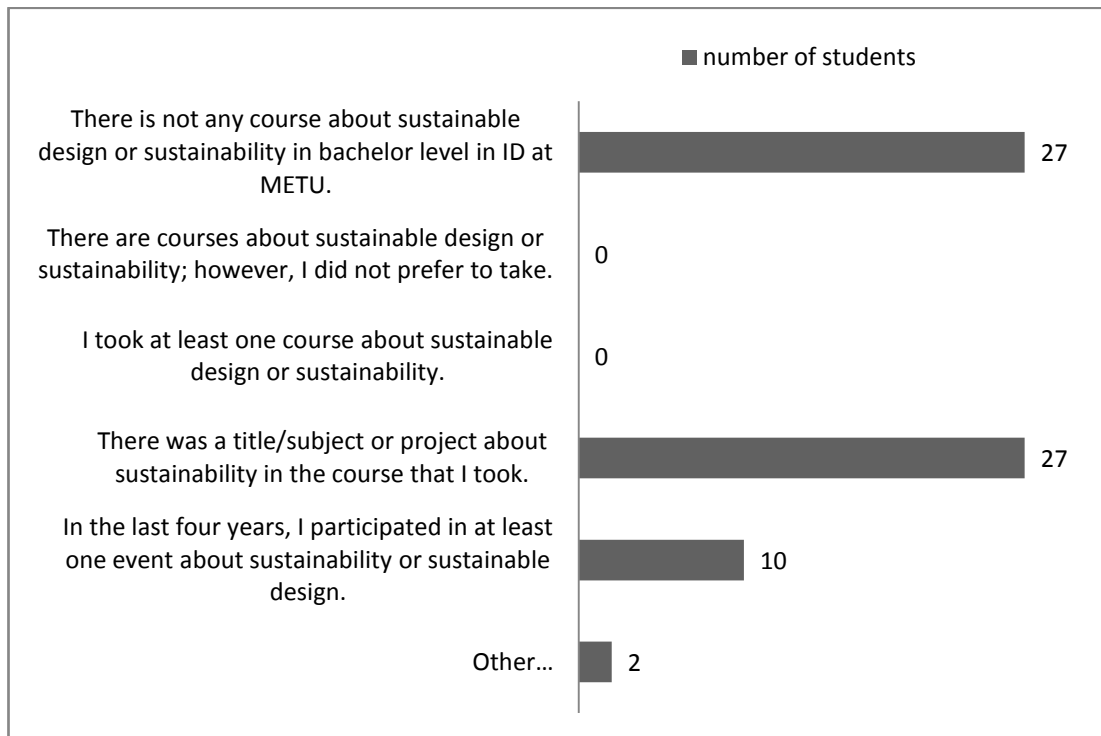 number of students
There is not any course about sustainable
design or sustainability in bachelor level in ID at
METU.
27
There are courses about sustainable design or
sustainability; however, I did not prefer to take.
0
I took at least one course about sustainable
design or sustainability.
0
There was a title/subject or project about
sustainability in the course that I took.
27
In the last four years, I participated in at least
one event about sustainability or sustainable
design.
10
Other…
2